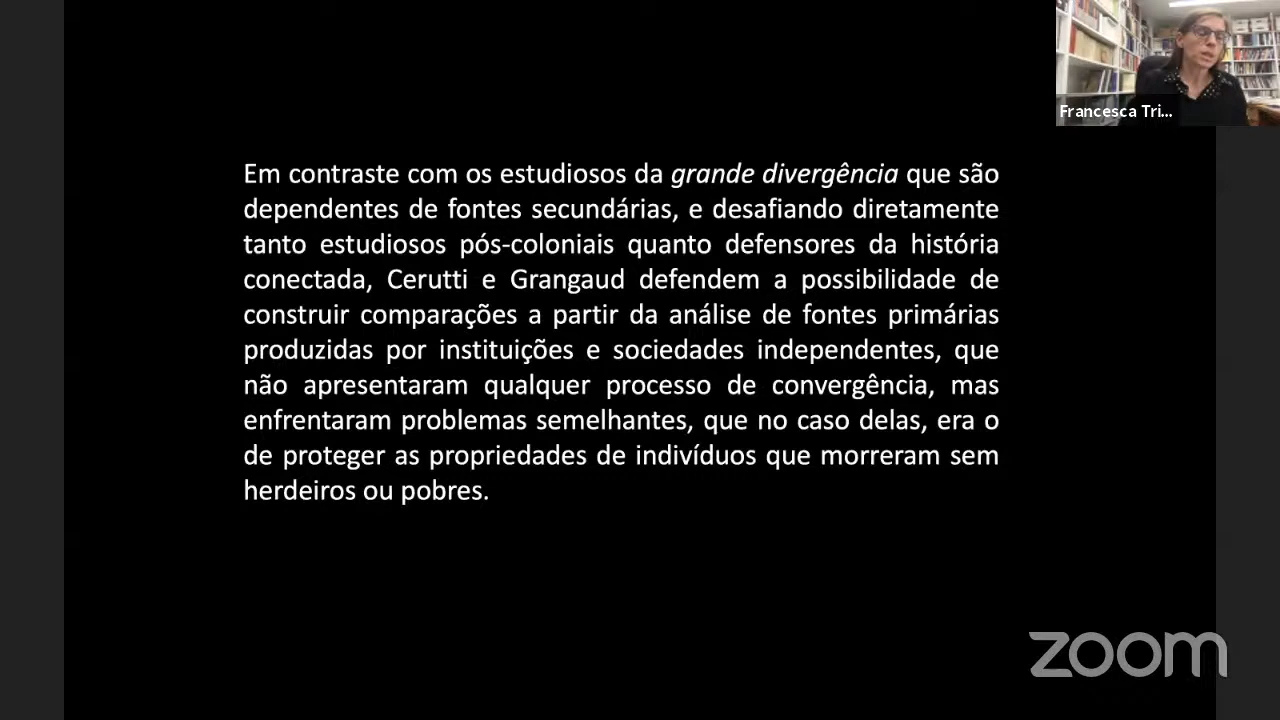 Francesca Tri...
Em contraste com os estudiosos da grande divergência que são
dependentes de fontes secundárias, e desafiando diretamente
tanto estudiosos pós-coloniais quanto defensores da história
conectada, Cerutti e Grangaud defendem a possibilidade de
construir comparações a partir da análise de fontes primárias
produzidas por instituições e sociedades independentes, que
não apresentaram qualquer processo de convergência, mas
enfrentaram problemas semelhantes, que no caso delas, era o
de proteger as propriedades de indivíduos que morreram sem
herdeiros ou pobres.
zoom